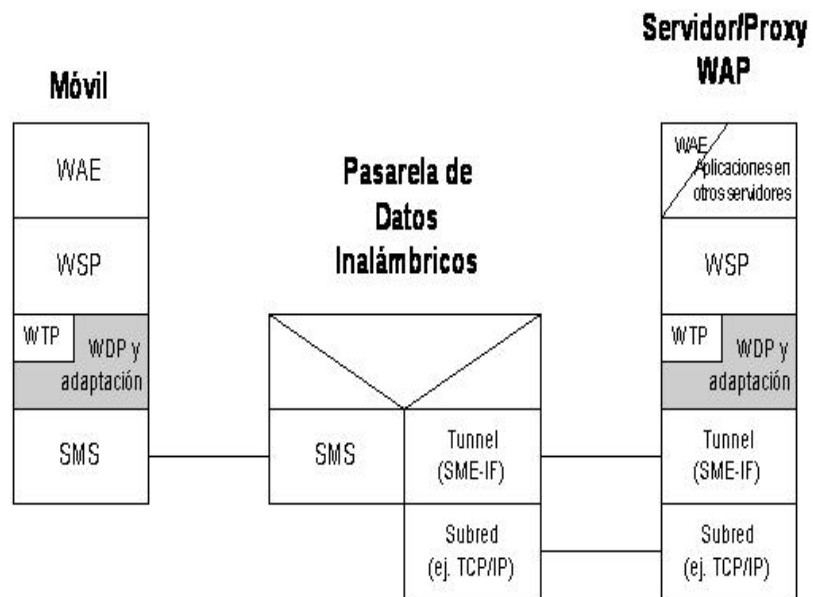 Móvil
WAE
WSP
WTP
WDP y
adaptación
SMS
Pasarela de
Datos
Inalámbricos
SMS
Tunnel
(SME-IF)
Subred
(ej. TCP/IP)
Servidor/Proxy
WAP
WAE
Aplicaciones en
otros servidores
WSP
WTP
WDP y
adaptación
Tunnel
(SME-IF)
Subred
(ej. TCP/IP)